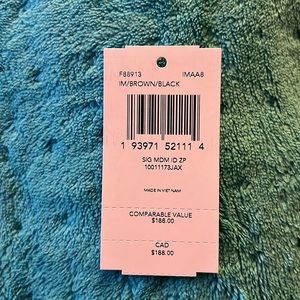 F88913 IMAA8
IM/BROWN/BLACK
1 93971 52111 4
SIG MDM ID ZP
10011173JAX
MADE IN VIET NAM
COMPARABLE VALUE
$188.00
CAD
$188.00